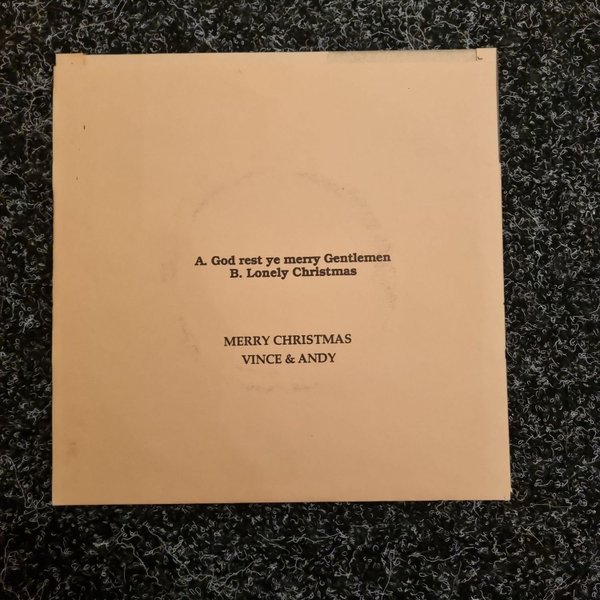 A. God rest ye merry Gentlemen
B. Lonely Christmas
MERRY CHRISTMAS
VINCE & ANDY